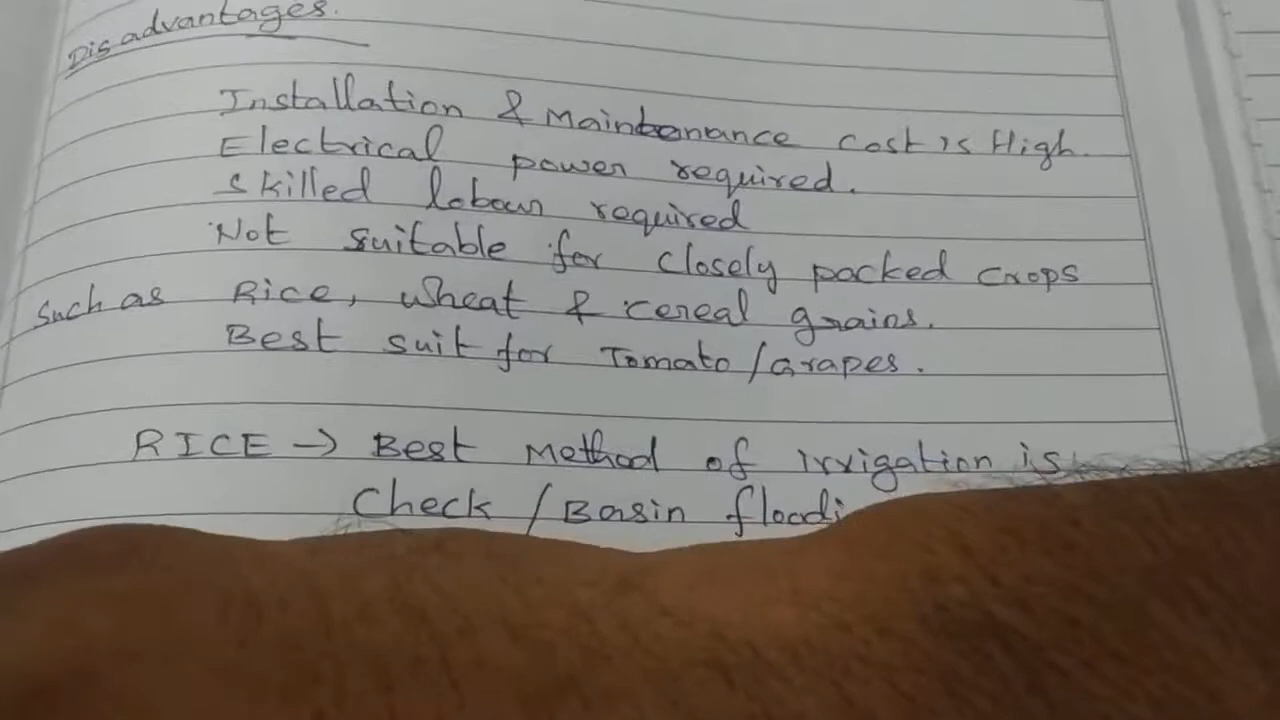 Disadvantages.
Installation & Maintenance cost is High.
Electrical power required.
Skilled labour required
Not suitable for closely packed crops
such as Rice, wheat & cereal grains.
Best suit for Tomato/Grapes.
RICE → Best Method of irrigation is
Check / Basin floodi